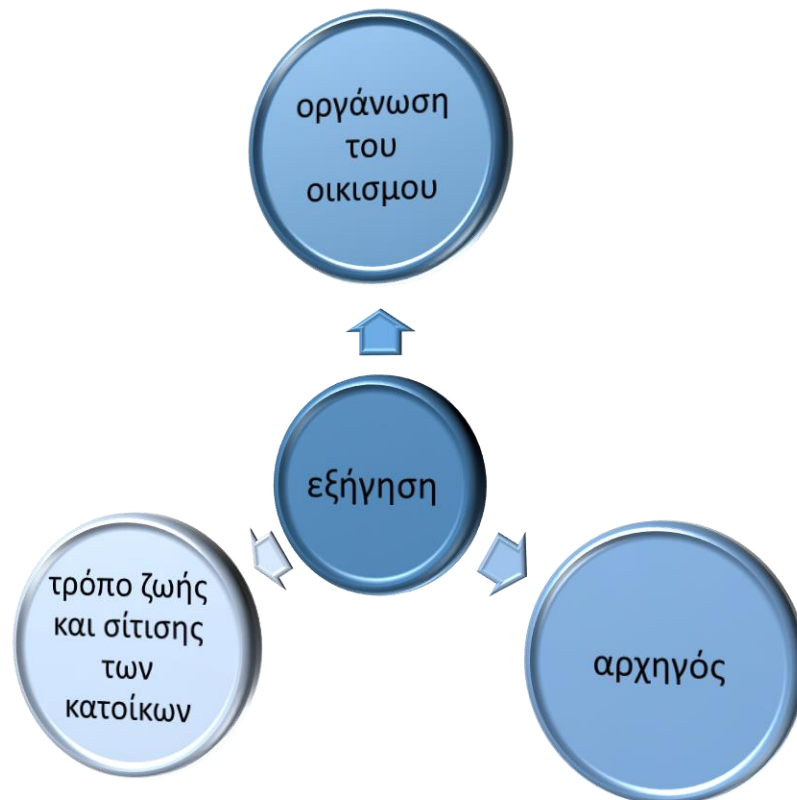 οργάνωση
του
οικισμου
εξήγηση
τρόπο ζωής
και σίτισης
των
κατοίκων
αρχηγός